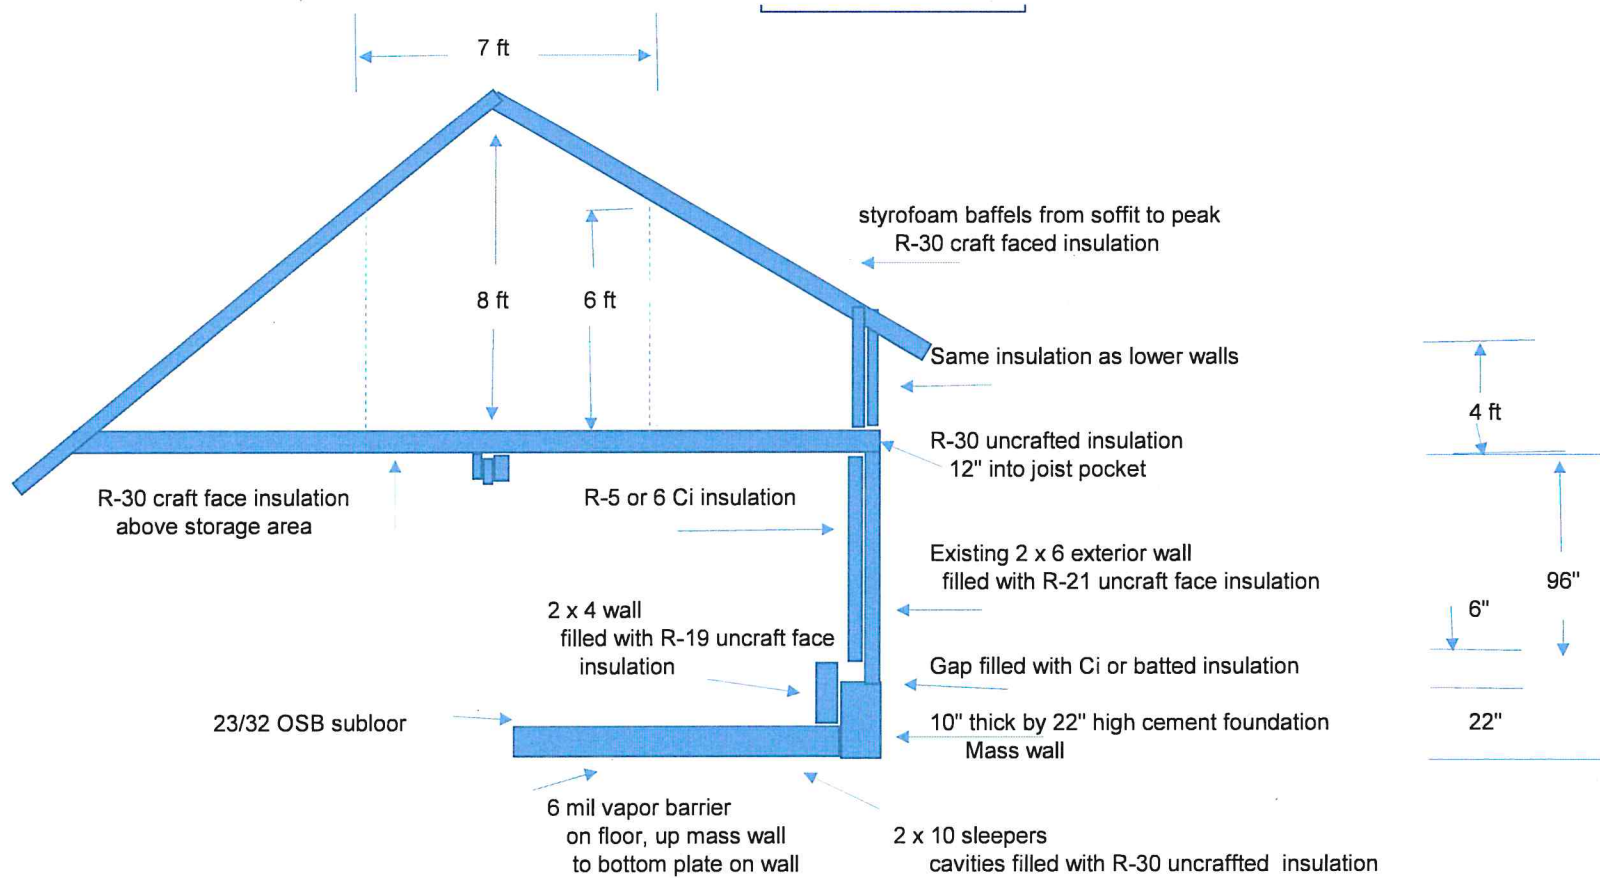 7 ft
styrofoam baffels from soffit to peak
R-30 craft faced insulation
8 ft
6 ft
Same insulation as lower walls
4 ft
R-30 uncrafted insulation
12" into joist pocket
R-30 craft face insulation
above storage area
R-5 or 6 Ci insulation
Existing 2 x 6 exterior wall
filled with R-21 uncraft face insulation
96"
6"
2 x 4 wall
filled with R-19 uncraft face
insulation
Gap filled with Ci or batted insulation
23/32 OSB subloor
10" thick by 22" high cement foundation
Mass wall
22"
6 mil vapor barrier
on floor, up mass wall
to bottom plate on wall
2 x 10 sleepers
cavities filled with R-30 uncraffted insulation